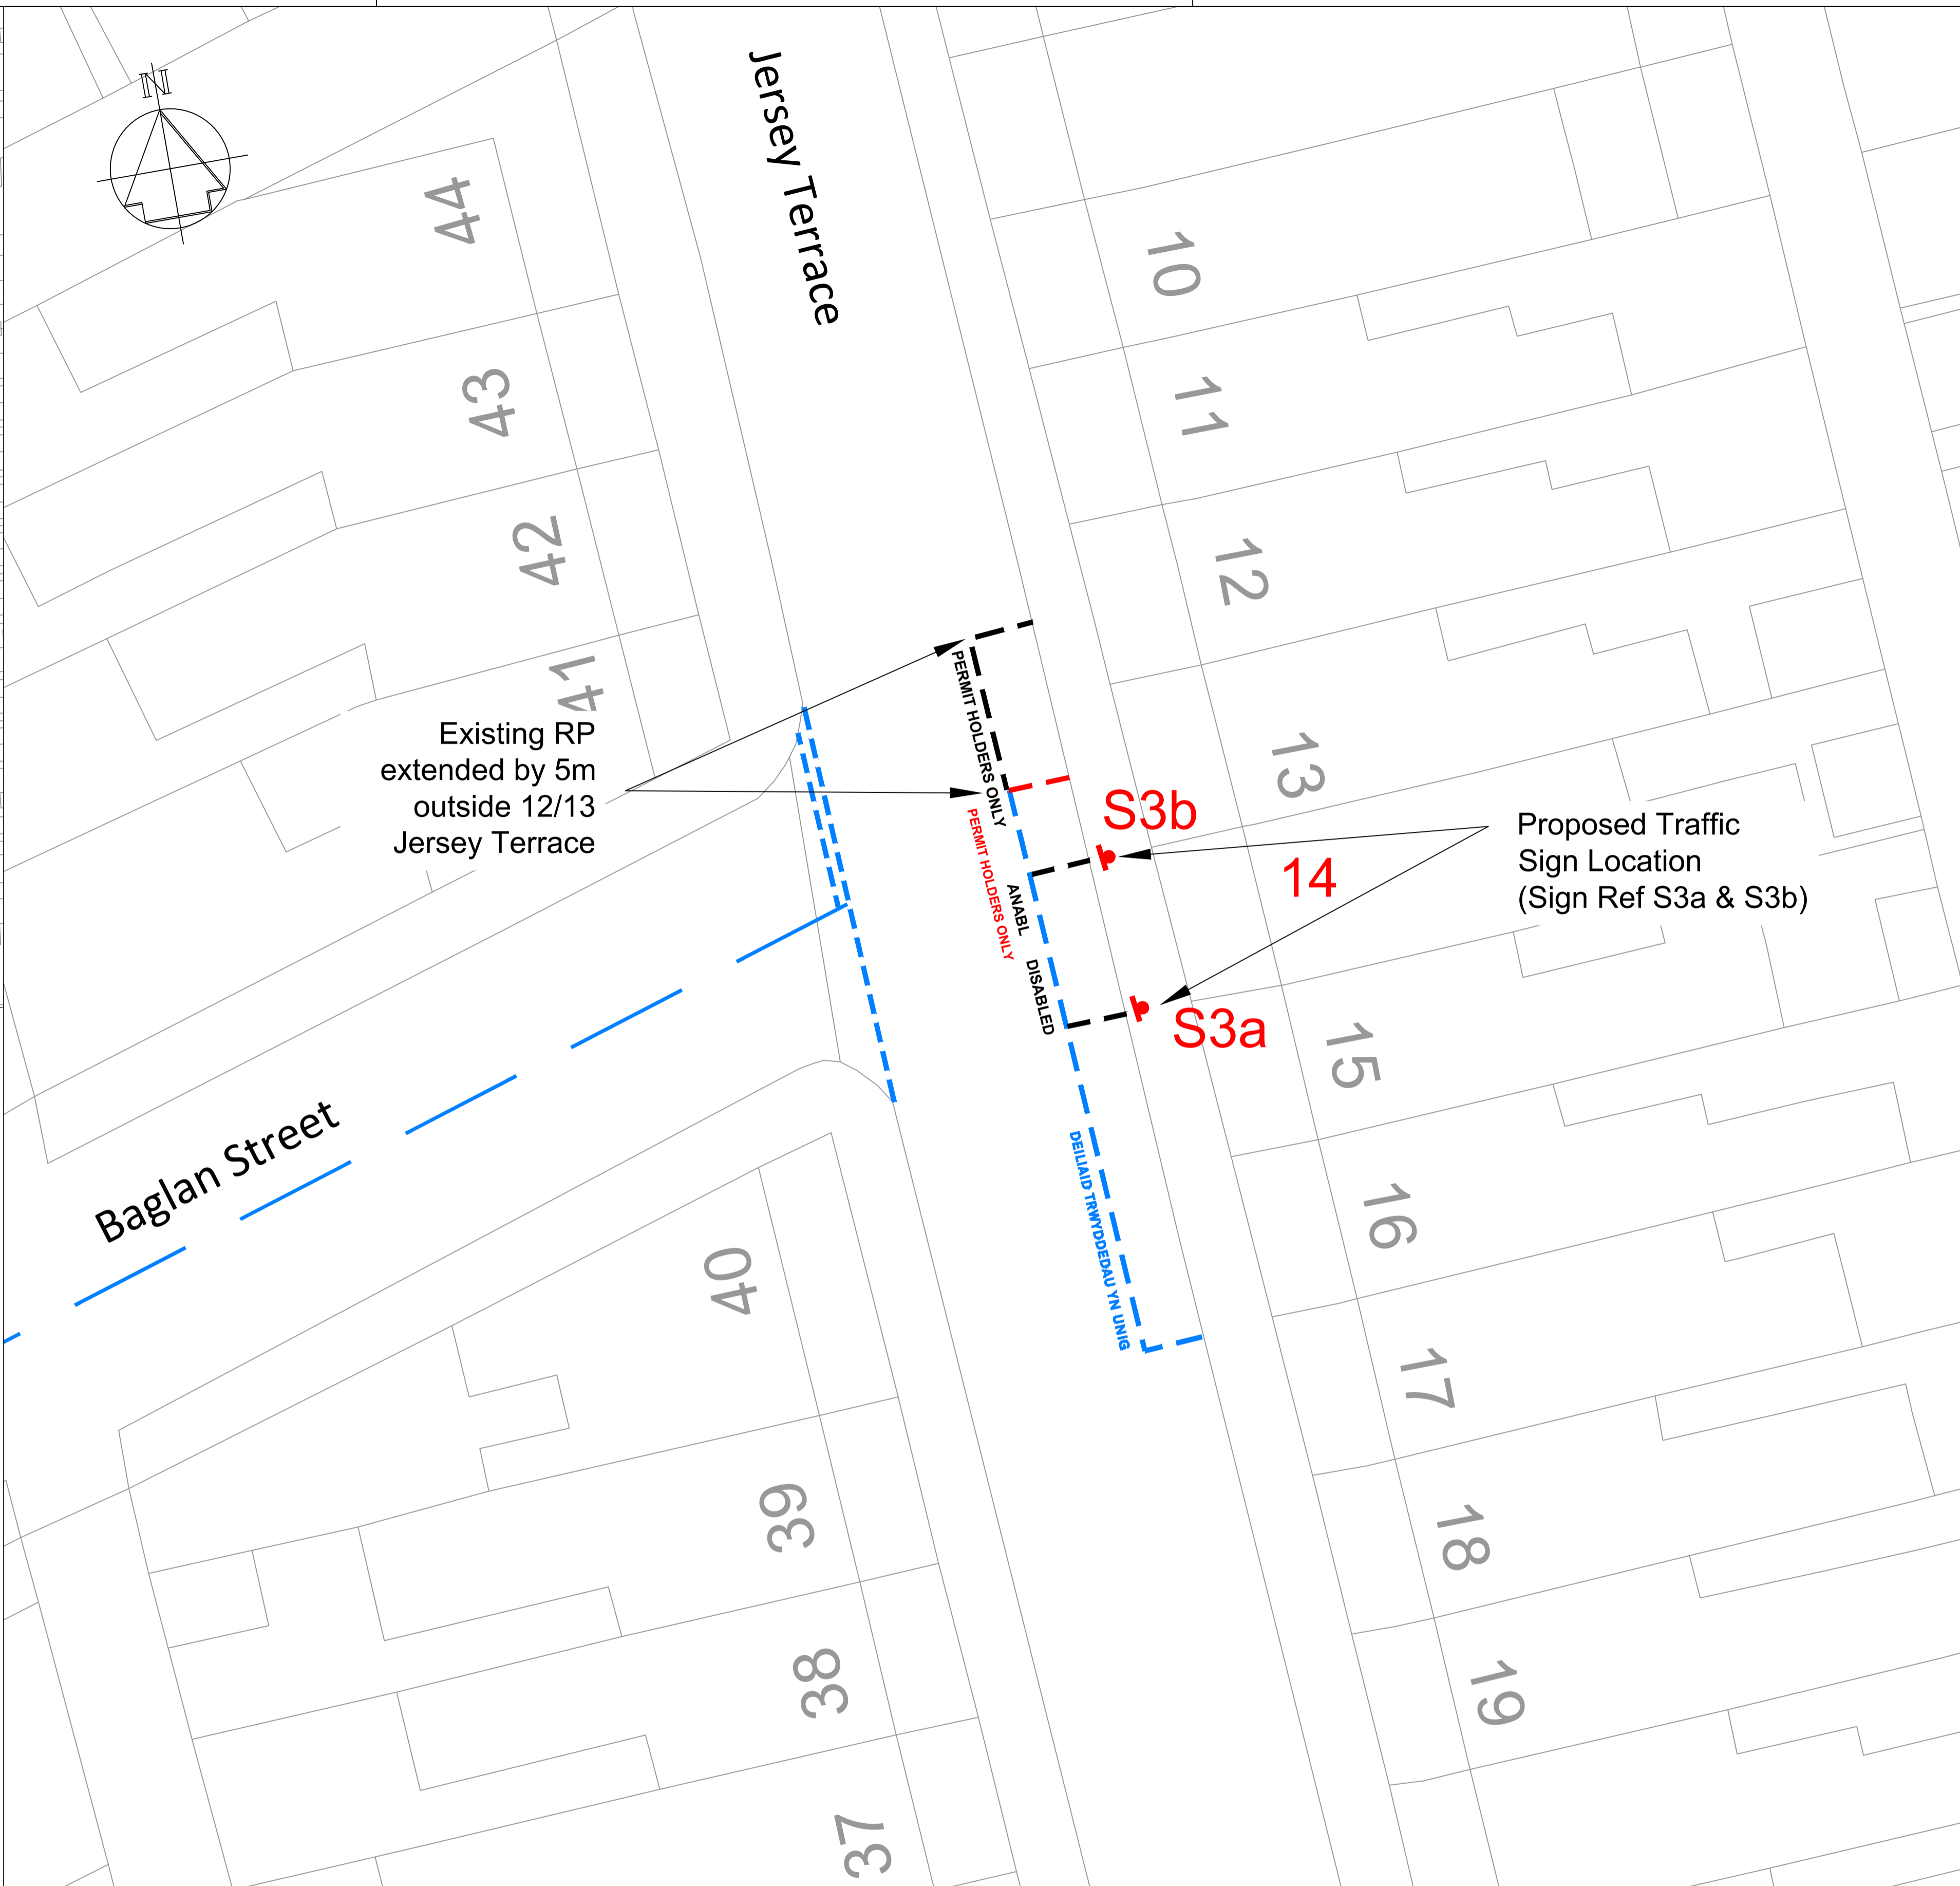 N
Jersey Terrace
44
43
42
41
10
11
12
13
Existing RP
extended by 5m
outside 12/13
Jersey Terrace
PERMIT HOLDERS ONLY
PERMIT HOLDERS ONLY
S3b
14
Proposed Traffic
Sign Location
(Sign Ref S3a & S3b)
ANABL
DISABLED
S3a
15
DEILIAID TRWYDDEDAU YN UNIG
Baglan Street
16
40
17
39
18
38
19
37